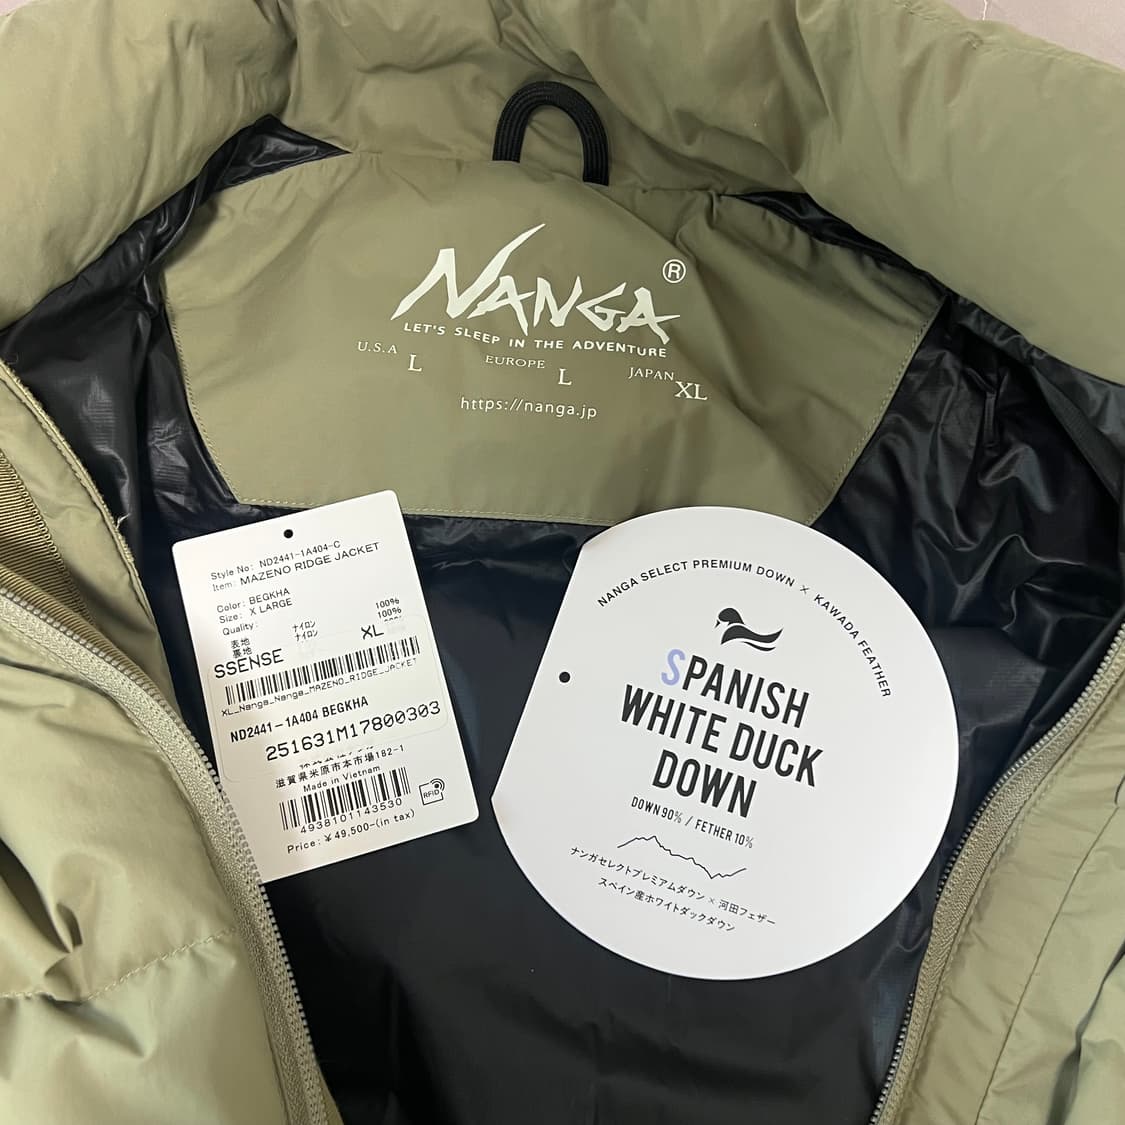 NANGA®
LET'S SLEEP IN THE ADVENTURE
U.S.A L EUROPE L JAPAN XL
https://nanga.jp
Style No: ND2441-1A404-C
Item: MAZENO RIDGE JACKET
Color: BEGKHA
Size: X LARGE
Quality:
表地 ナイロン 100%
裏地 ナイロン 100%
XL
SSENSE
XL_Nanga_Nanga_MAZENO_RIDGE_JACKET
ND2441-1A404 BEGKHA
251631M17800303
滋賀県米原市本市場182-1
Made in Vietnam
4938101143530
RFID
Price:¥49,500-(in tax)
NANGA SELECT PREMIUM DOWN × KAWADA FEATHER
SPANISH
WHITE DUCK
DOWN
DOWN 90% / FETHER 10%
ナンガセレクトプレミアムダウン × 河田フェザー
スペイン産ホワイトダックダウン